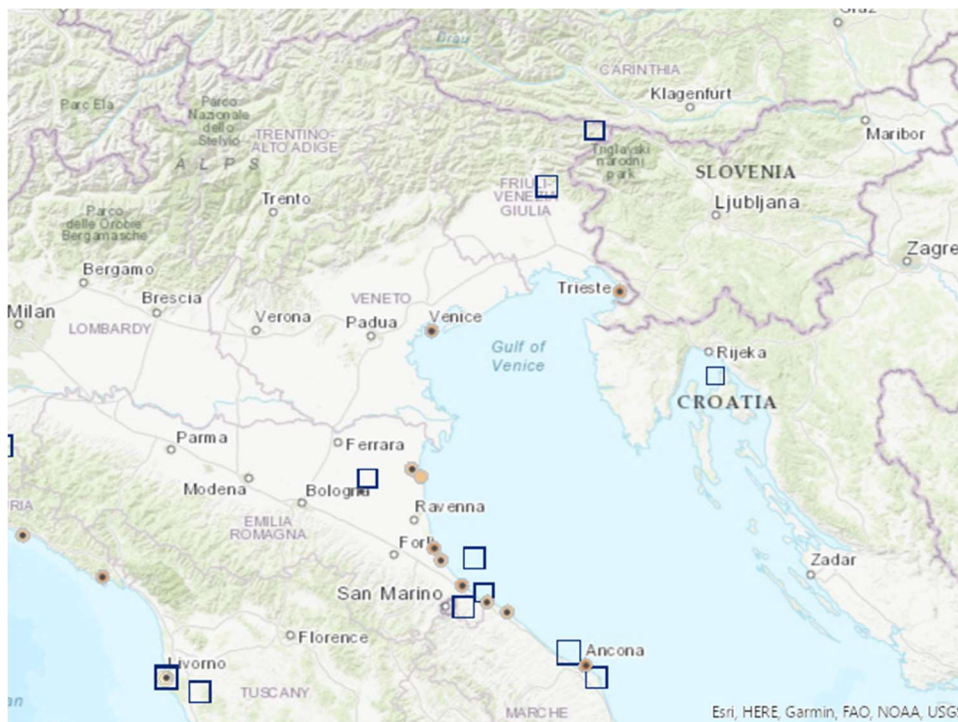 Graz
Drau
CARINTHIA
Klagenfurt
Parc Ela
Parco
Nazionale
dello
Stelvio
TRENTINO-
ALTO ADIGE
Maribor
A L P S
Triglavski
narodni
park
SLOVENIA
FRIULI-
VENEZIA
GIULIA
Trento
Ljubljana
Parco
delle Orobie
Bergamasche
Zagre
Bergamo
Trieste
Brescia
VENETO
Milan
Verona
Padua
Venice
LOMBARDY
Gulf of
Venice
Rijeka
CROATIA
Parma
Ferrara
Modena
Bologna
URIA
Ravenna
EMILIA
ROMAGNA
Forlì
Zadar
San Marino
Florence
Ancona
Livorno
TUSCANY
an
MARCHE
Esri, HERE, Garmin, FAO, NOAA, USGS